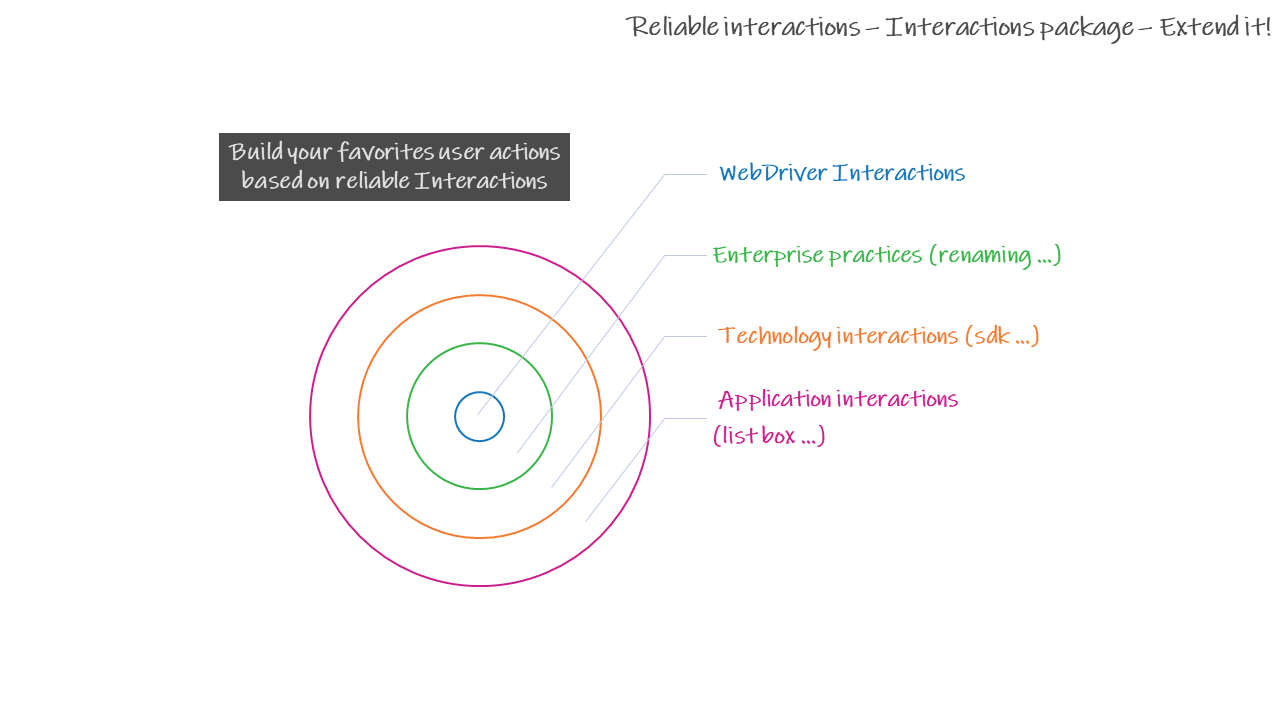 Reliable interactions – Interactions package – Extend it!
Build your favorites user actions
based on reliable Interactions
WebDriver Interactions
Enterprise practices (renaming ...)
Technology interactions (sdk ...)
Application interactions
(list box ...)